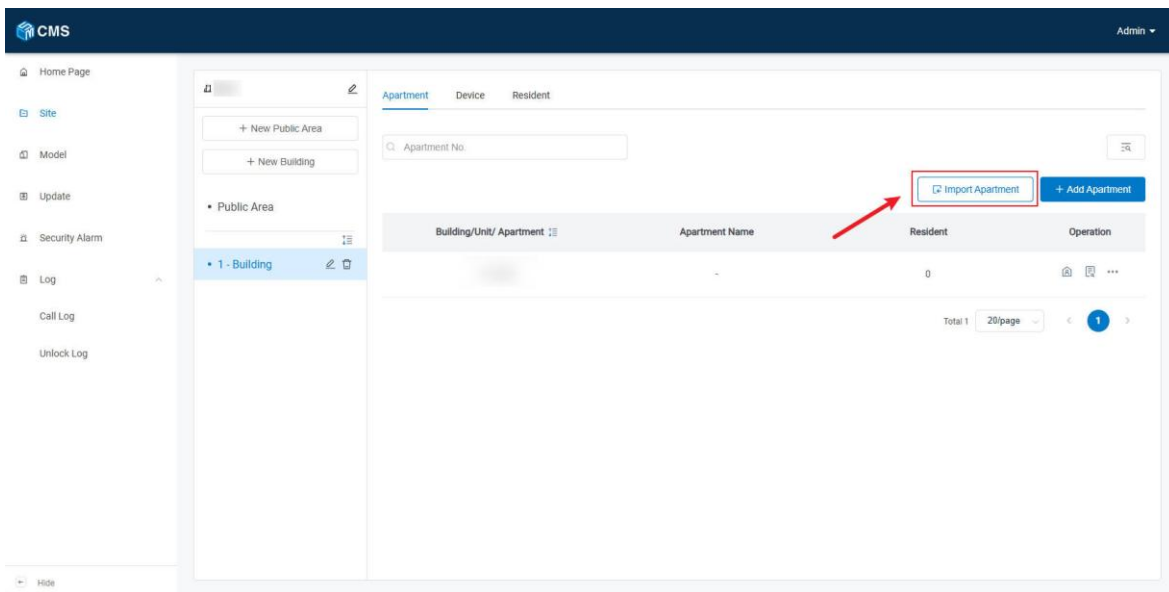 CMS
Admin
Home Page
Site
Model
Update
Security Alarm
Log
Call Log
Unlock Log
Hide
+ New Public Area
+ New Building
• Public Area
• 1 - Building
Apartment Device Resident
Apartment No.
Import Apartment + Add Apartment
Building/Unit/ Apartment Apartment Name Resident Operation
- 0 ...
Total 1 20/page < 1 >